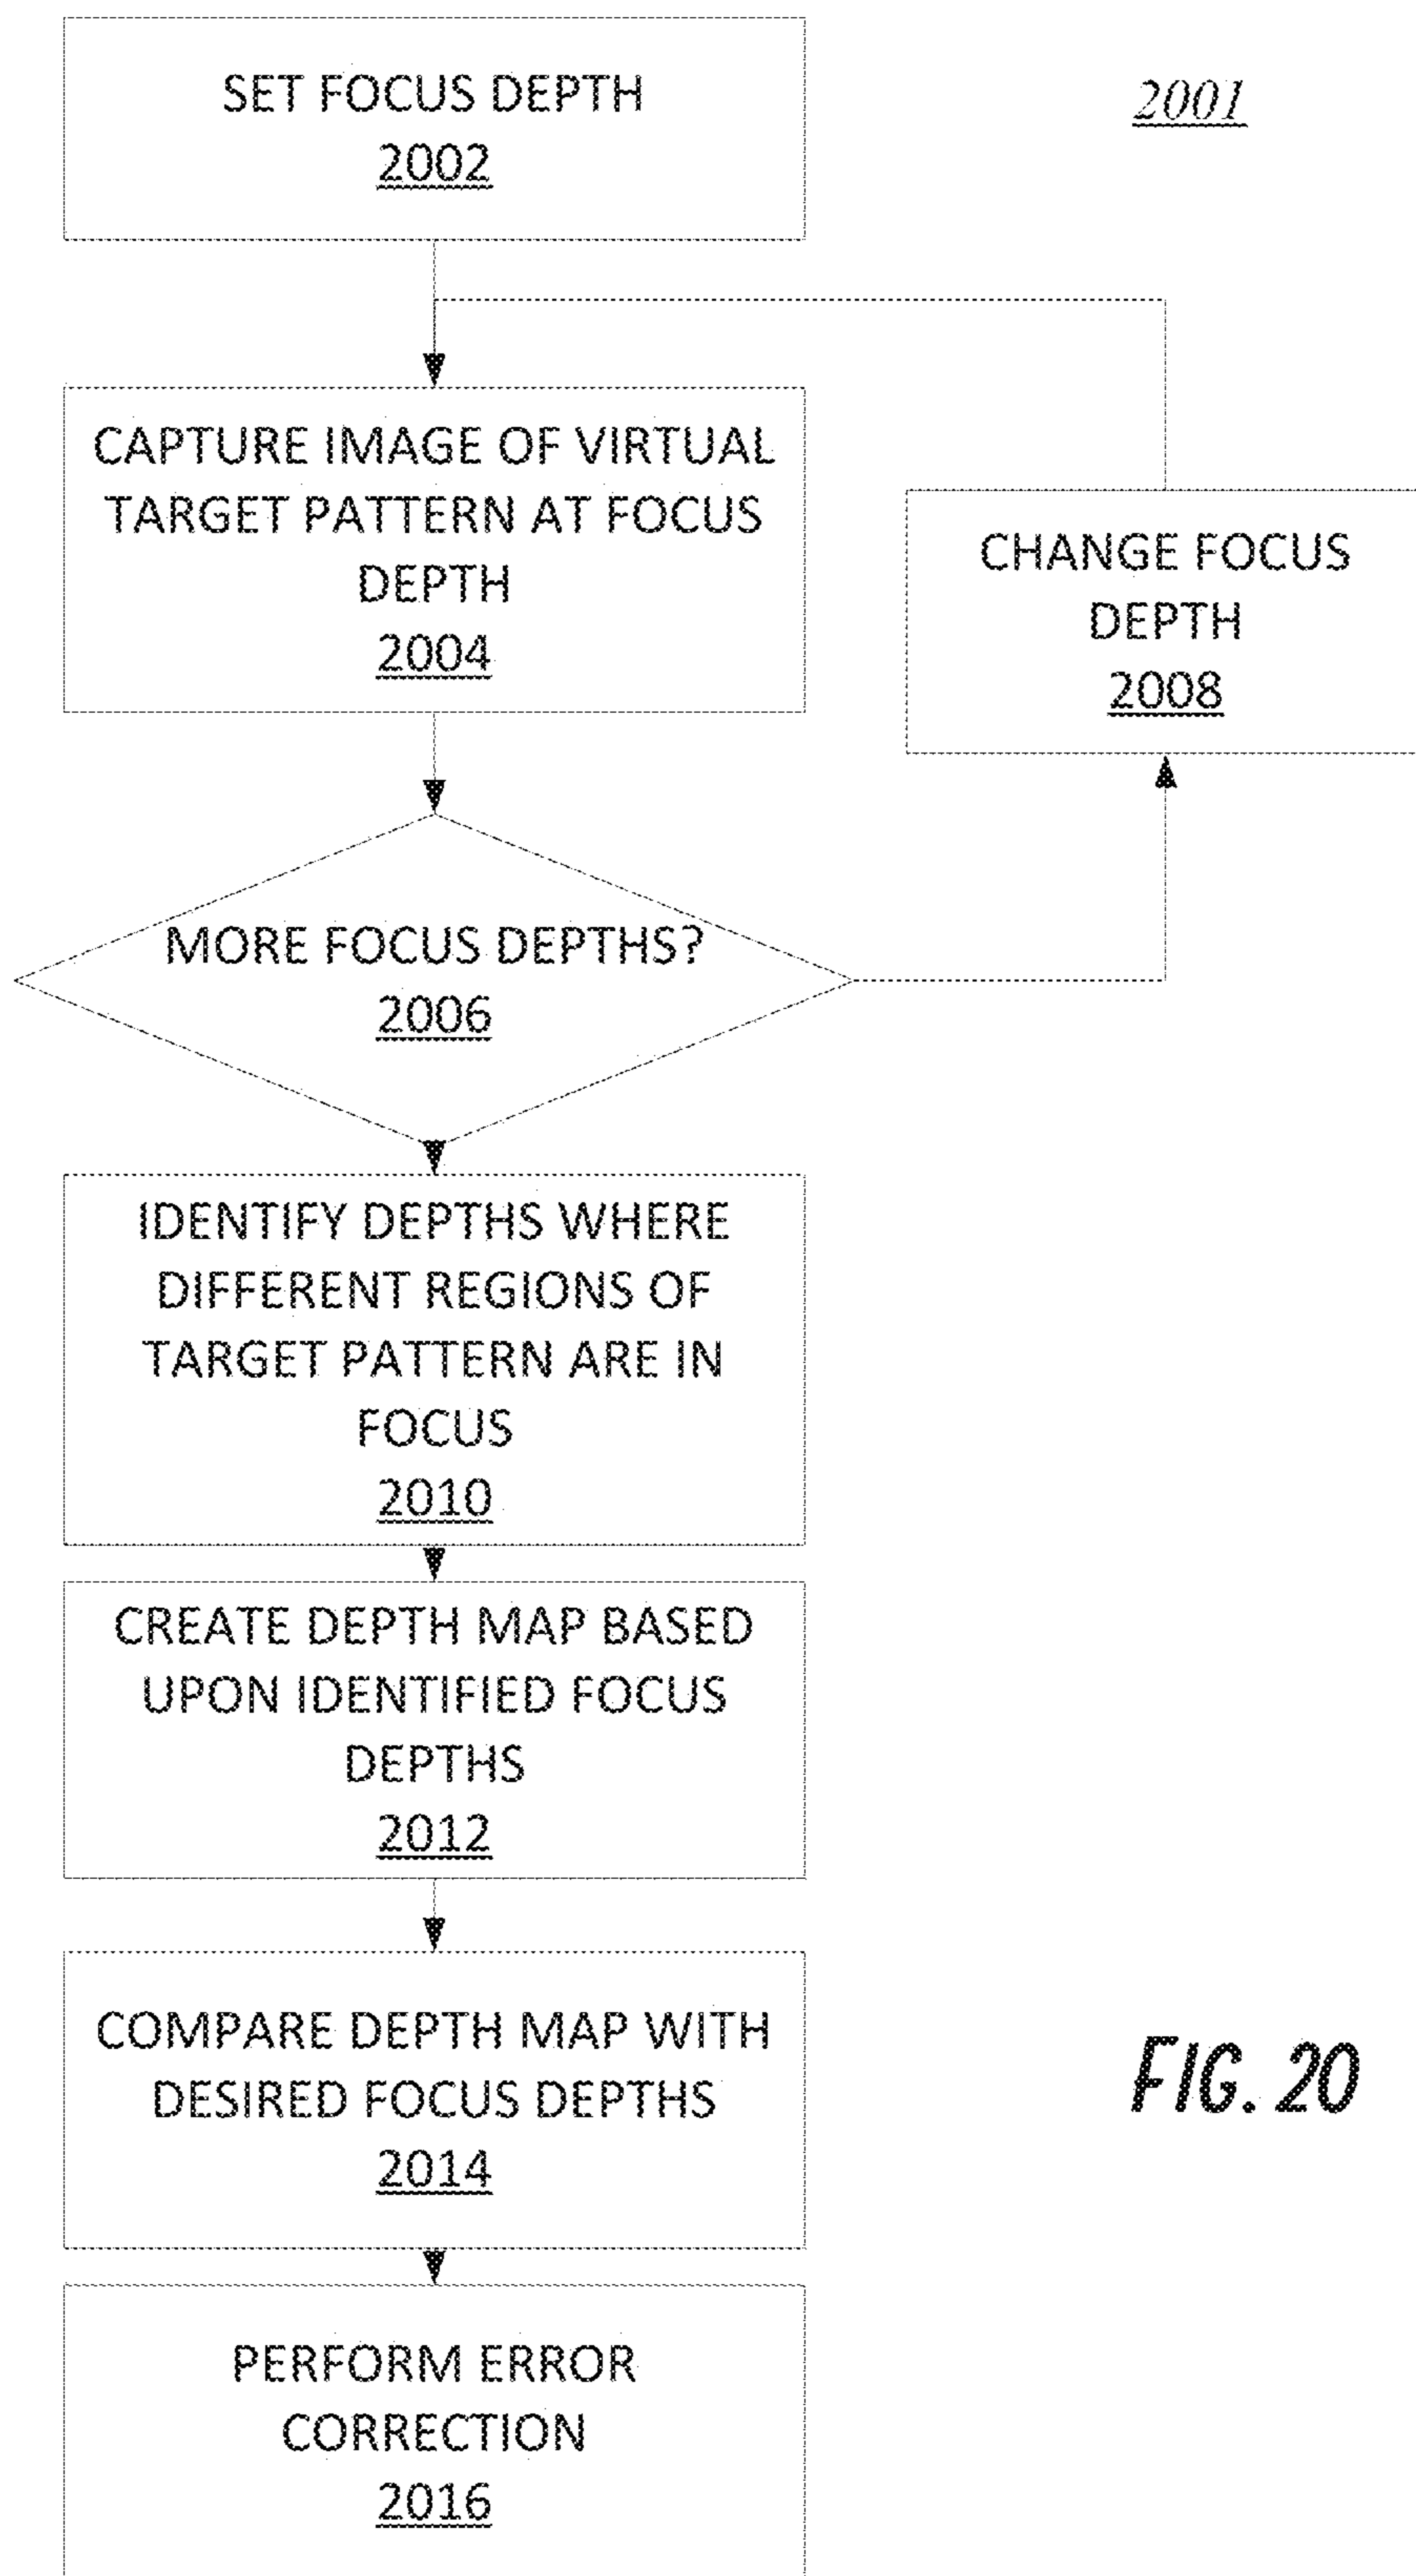 SET FOCUS DEPTH
2002
2001
CAPTURE IMAGE OF VIRTUAL
TARGET PATTERN AT FOCUS
DEPTH
2004
CHANGE FOCUS
DEPTH
2008
MORE FOCUS DEPTHS?
2006
IDENTIFY DEPTHS WHERE
DIFFERENT REGIONS OF
TARGET PATTERN ARE IN
FOCUS
2010
CREATE DEPTH MAP BASED
UPON IDENTIFIED FOCUS
DEPTHS
2012
COMPARE DEPTH MAP WITH
DESIRED FOCUS DEPTHS
2014
FIG. 20
PERFORM ERROR
CORRECTION
2016